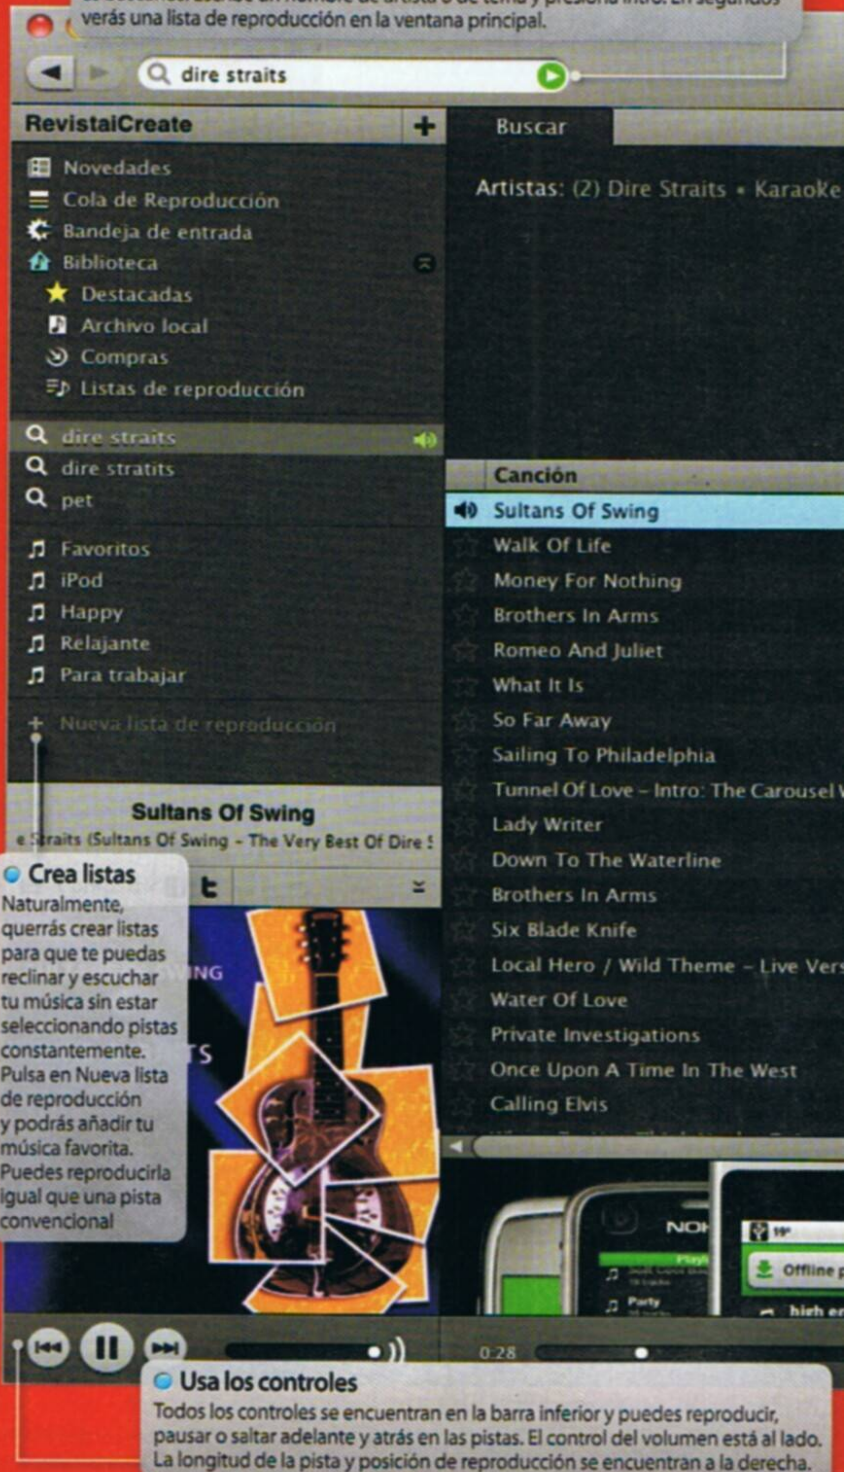 verás una lista de reproducción en la ventana principal.
dire straits
RevistaiCreate
Novedades
Cola de Reproducción
Bandeja de entrada
Biblioteca
Destacadas
Archivo local
Compras
Listas de reproducción
dire straits
dire stratits
pet
Favoritos
iPod
Happy
Relajante
Para trabajar
Nueva lista de reproducción
Sultans Of Swing
e Straits (Sultans Of Swing - The Very Best Of Dire S
Crea listas
Naturalmente,
querrás crear listas
para que te puedas
reclinar y escuchar
tu música sin estar
seleccionando pistas
constantemente.
Pulsa en Nueva lista
de reproducción
y podrás añadir tu
música favorita.
Puedes reproducirla
igual que una pista
convencional
WING
TS
Buscar
Artistas: (2) Dire Straits • Karaoke
Canción
Sultans Of Swing
Walk Of Life
Money For Nothing
Brothers In Arms
Romeo And Juliet
What It Is
So Far Away
Sailing To Philadelphia
Tunnel Of Love – Intro: The Carousel W
Lady Writer
Down To The Waterline
Brothers In Arms
Six Blade Knife
Local Hero / Wild Theme – Live Vers
Water Of Love
Private Investigations
Once Upon A Time In The West
Calling Elvis
NOK
Playli
Party
19°
Offline p
high en
0:28
Usa los controles
Todos los controles se encuentran en la barra inferior y puedes reproducir,
pausar o saltar adelante y atrás en las pistas. El control del volumen está al lado.
La longitud de la pista y posición de reproducción se encuentran a la derecha.